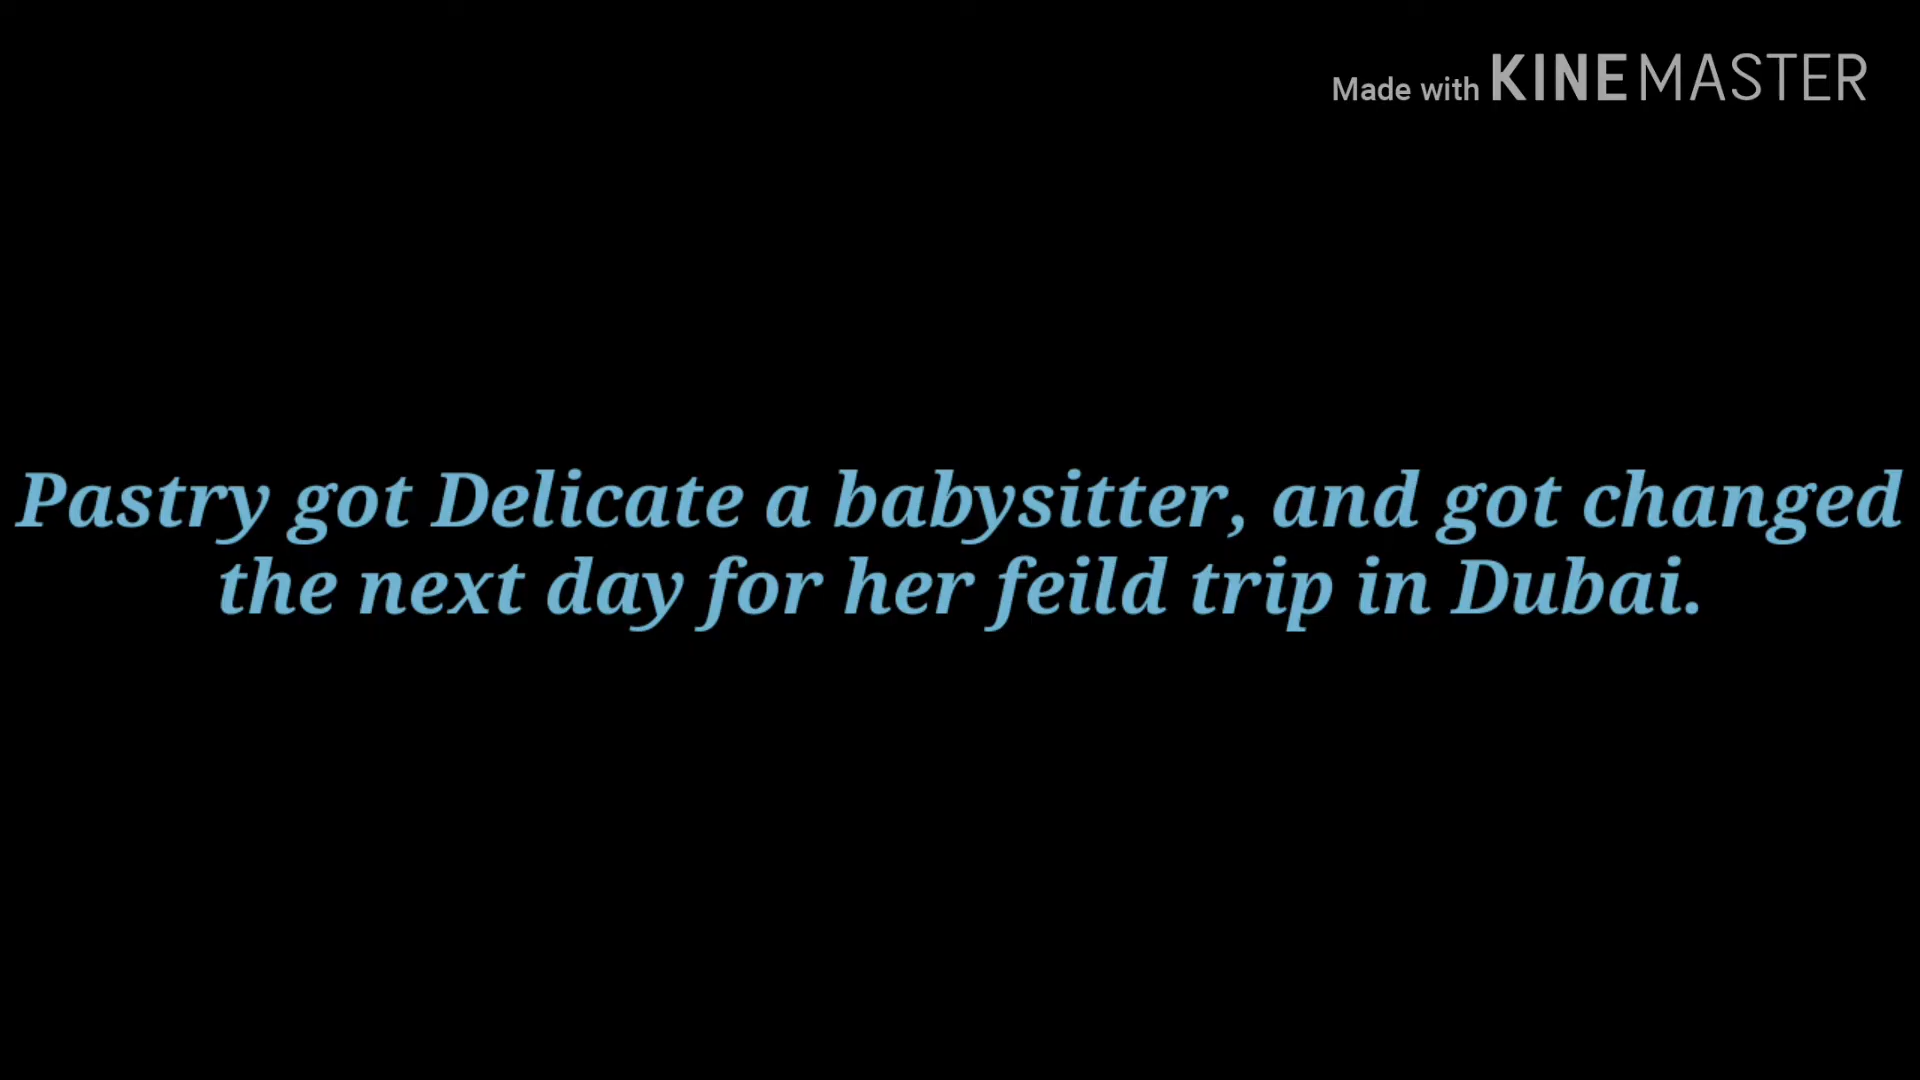 Made with KINEMASTER
Pastry got Delicate a babysitter, and got changed
the next day for her feild trip in Dubai.